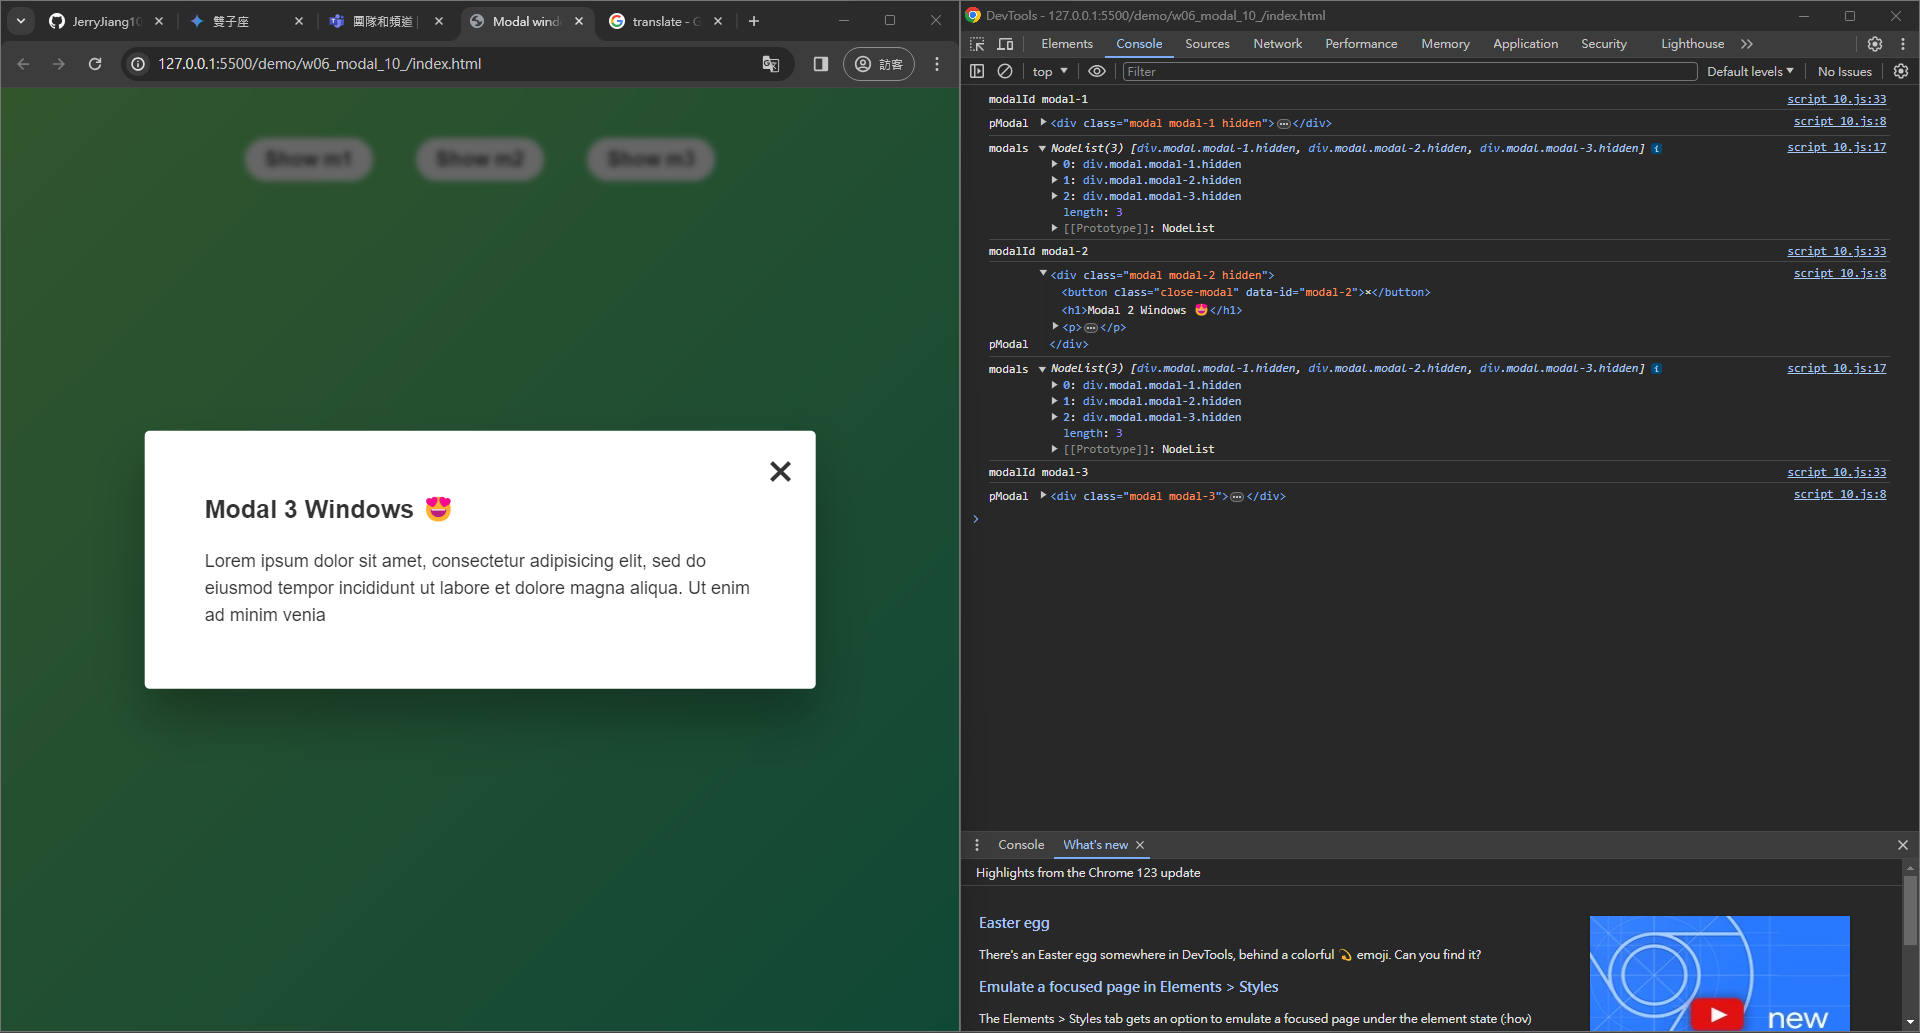 JerryJiang10
雙子座
團隊和頻道 |
Modal wind
translate - G
127.0.0.1:5500/demo/w06_modal_10_/index.html
訪客
Show m1
Show m2
Show m3
Modal 3 Windows 😍
Lorem ipsum dolor sit amet, consectetur adipisicing elit, sed do
eiusmod tempor incididunt ut labore et dolore magna aliqua. Ut enim
ad minim venia
DevTools - 127.0.0.1:5500/demo/w06_modal_10_/index.html
Elements Console Sources Network Performance Memory Application Security Lighthouse
top Filter Default levels No Issues
modalId modal-1 script_10.js:33
pModal <div class="modal modal-1 hidden">…</div> script_10.js:8
modals NodeList(3) [div.modal.modal-1.hidden, div.modal.modal-2.hidden, div.modal.modal-3.hidden] i script_10.js:17
0: div.modal.modal-1.hidden
1: div.modal.modal-2.hidden
2: div.modal.modal-3.hidden
length: 3
[[Prototype]]: NodeList
modalId modal-2 script_10.js:33
<div class="modal modal-2 hidden"> script_10.js:8
<button class="close-modal" data-id="modal-2">×</button>
<h1>Modal 2 Windows 😍</h1>
<p>…</p>
pModal </div>
modals NodeList(3) [div.modal.modal-1.hidden, div.modal.modal-2.hidden, div.modal.modal-3.hidden] i script_10.js:17
0: div.modal.modal-1.hidden
1: div.modal.modal-2.hidden
2: div.modal.modal-3.hidden
length: 3
[[Prototype]]: NodeList
modalId modal-3 script_10.js:33
pModal <div class="modal modal-3">…</div> script_10.js:8
Console What's new
Highlights from the Chrome 123 update
Easter egg
There's an Easter egg somewhere in DevTools, behind a colorful 💫 emoji. Can you find it?
Emulate a focused page in Elements > Styles
The Elements > Styles tab gets an option to emulate a focused page under the element state (:hov)
new